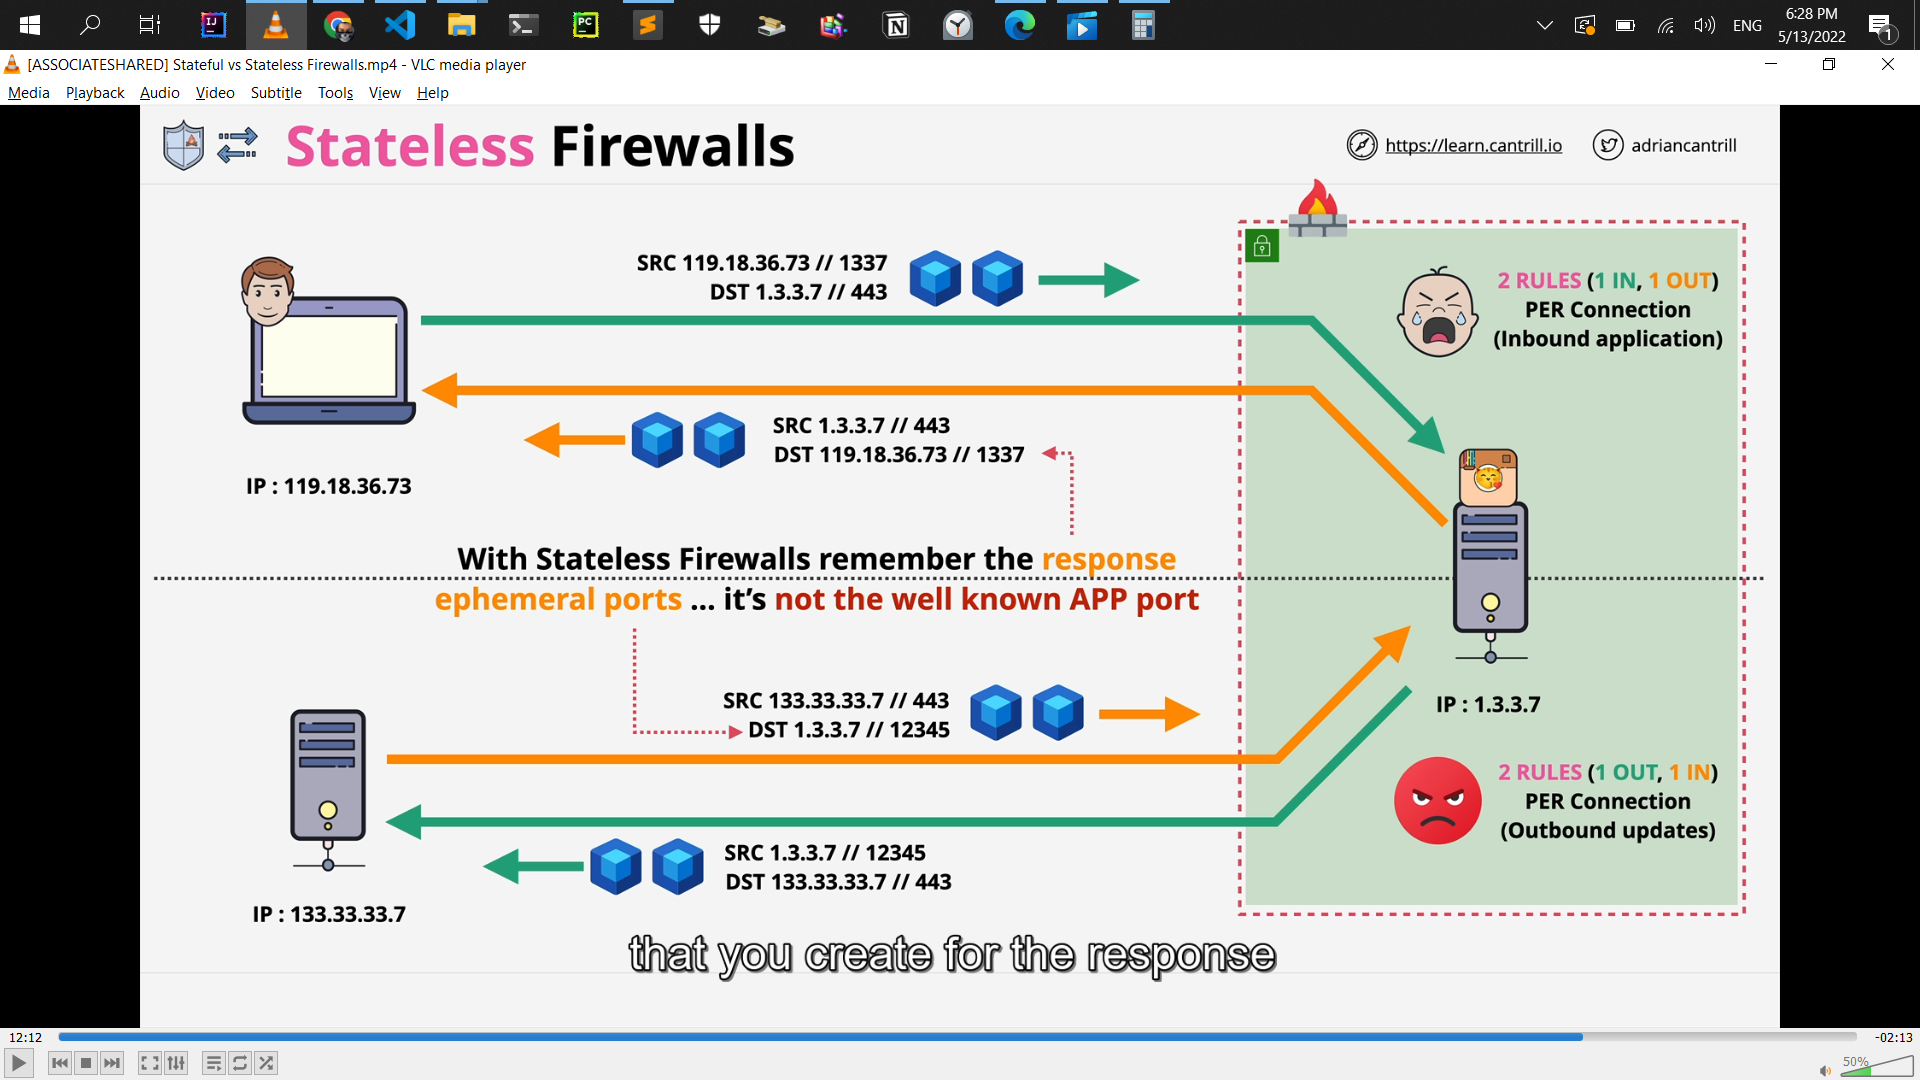 IJ
PC
N
ENG
6:28 PM
5/13/2022
1
[ASSOCIATESHARED] Stateful vs Stateless Firewalls.mp4 - VLC media player
Media Playback Audio Video Subtitle Tools View Help
Stateless Firewalls
https://learn.cantrill.io
adriancantrill
SRC 119.18.36.73 // 1337
DST 1.3.3.7 // 443
2 RULES (1 IN, 1 OUT)
PER Connection
(Inbound application)
SRC 1.3.3.7 // 443
DST 119.18.36.73 // 1337
IP : 119.18.36.73
With Stateless Firewalls remember the response
ephemeral ports ... it's not the well known APP port
SRC 133.33.33.7 // 443
DST 1.3.3.7 // 12345
IP : 1.3.3.7
2 RULES (1 OUT, 1 IN)
PER Connection
(Outbound updates)
SRC 1.3.3.7 // 12345
DST 133.33.33.7 // 443
IP : 133.33.33.7
that you create for the response
12:12
-02:13
50%